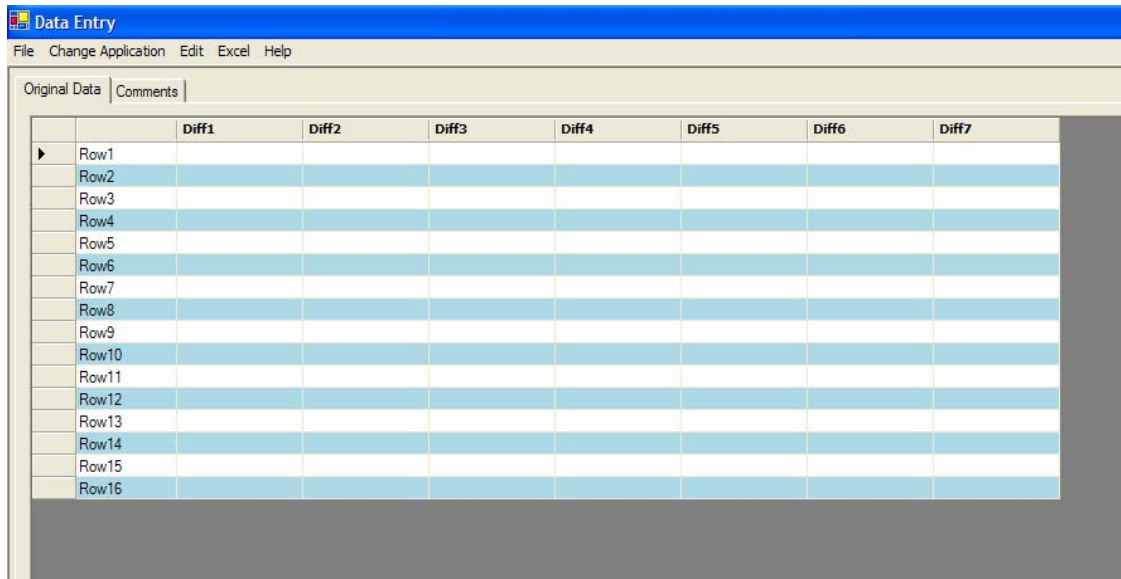 Data Entry
File Change Application Edit Excel Help
Original Data Comments
Diff1 Diff2 Diff3 Diff4 Diff5 Diff6 Diff7
Row1
Row2
Row3
Row4
Row5
Row6
Row7
Row8
Row9
Row10
Row11
Row12
Row13
Row14
Row15
Row16